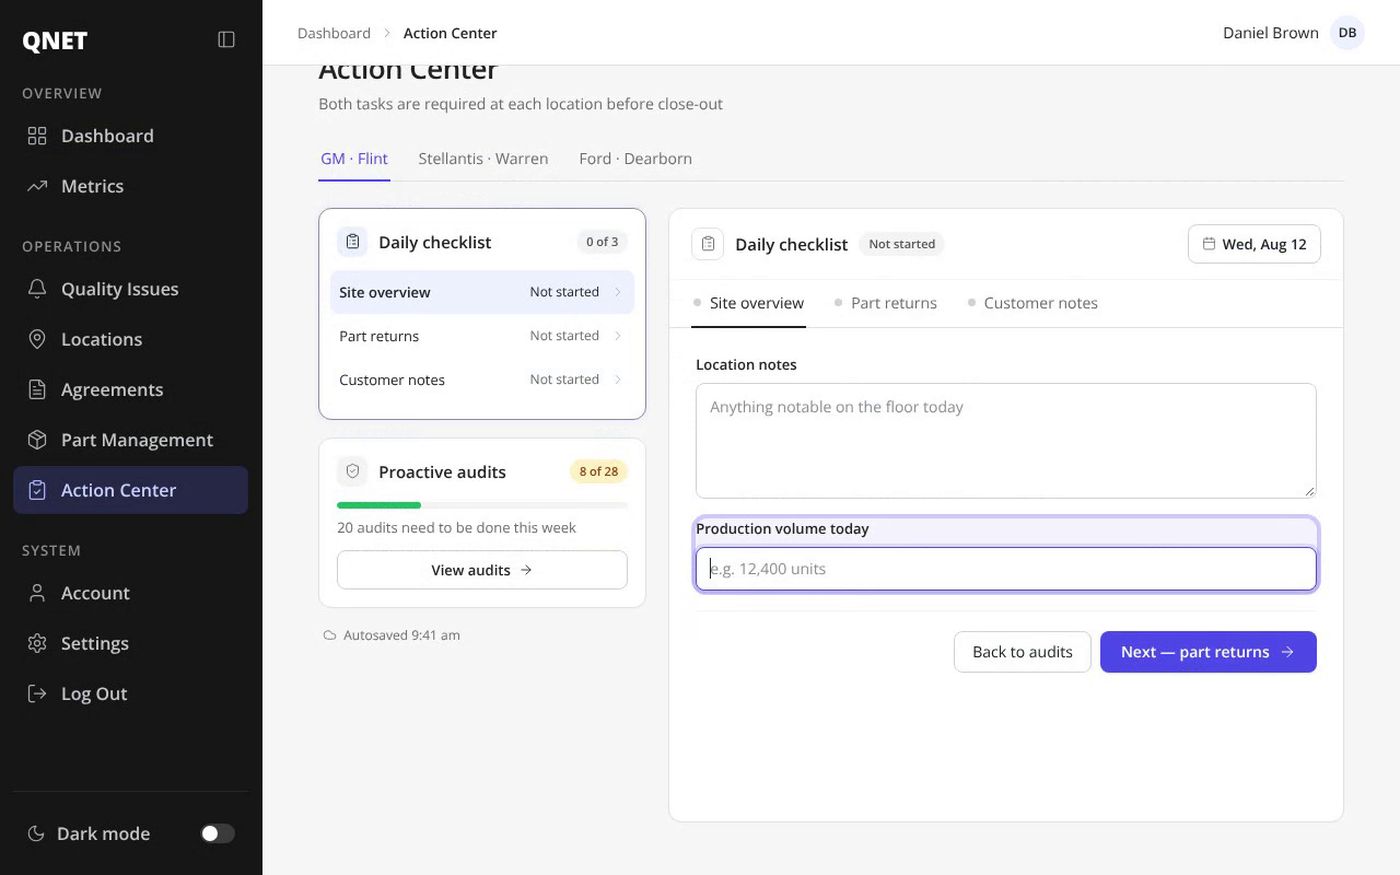 QNET
OVERVIEW
Dashboard
Metrics
OPERATIONS
Quality Issues
Locations
Agreements
Part Management
Action Center
SYSTEM
Account
Settings
Log Out
Dark mode
Dashboard > Action Center
Daniel Brown DB
Action Center
Both tasks are required at each location before close-out
GM · Flint Stellantis · Warren Ford · Dearborn
Daily checklist 0 of 3
Site overview Not started
Part returns Not started
Customer notes Not started
Proactive audits 8 of 28
20 audits need to be done this week
View audits →
Autosaved 9:41 am
Daily checklist Not started Wed, Aug 12
Site overview Part returns Customer notes
Location notes
Anything notable on the floor today
Production volume today
e.g. 12,400 units
Back to audits Next — part returns →